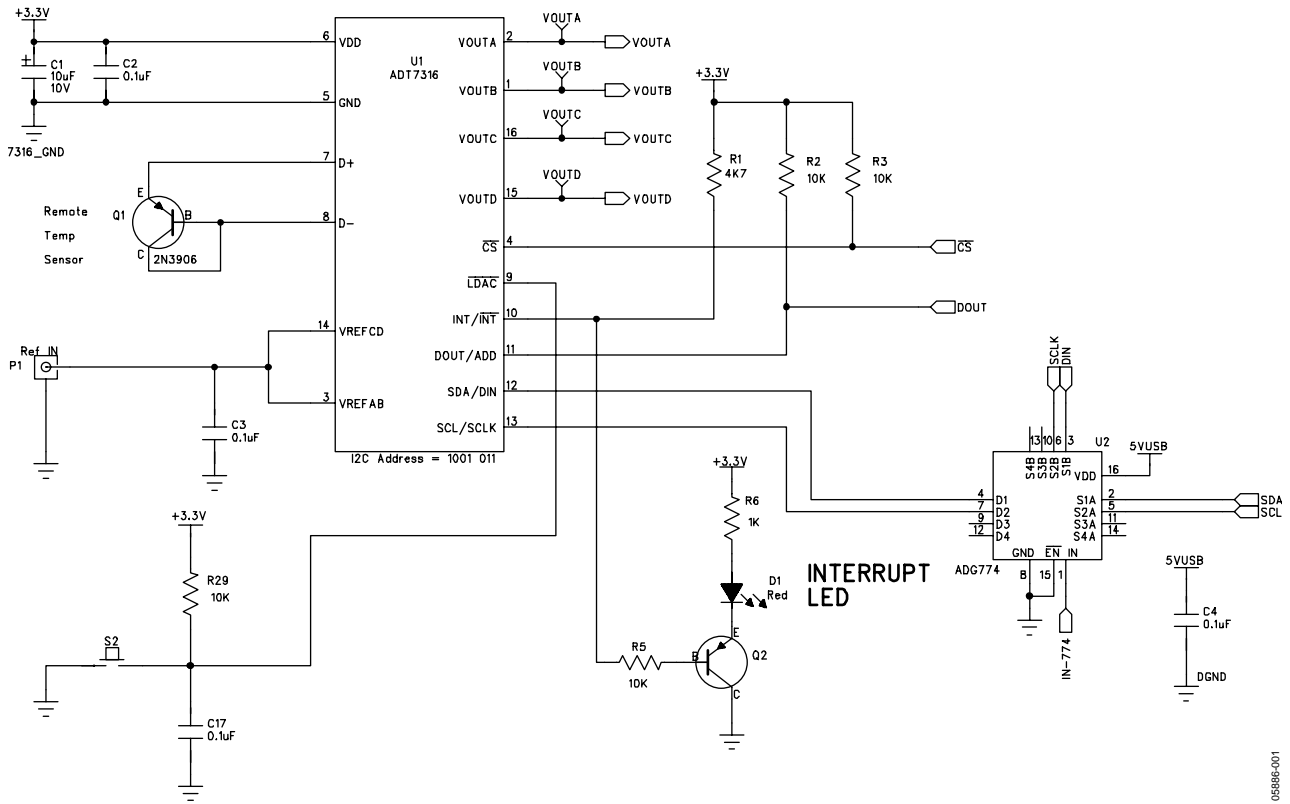 +3.3V
C1
10uF
10V
+
C2
0.1uF
7316_GND
6 VDD
5 GND
7 D+
8 D-
14 VREFCD
3 VREFAB
U1
ADT7316
VOUTA 2
VOUTB 1
VOUTC 16
VOUTD 15
CS 4
LDAC 9
INT/INT 10
DOUT/ADD 11
SDA/DIN 12
SCL/SCLK 13
I2C Address = 1001 011
VOUTA
VOUTA
VOUTB
VOUTB
VOUTC
VOUTC
VOUTD
VOUTD
+3.3V
R1
4K7
R2
10K
R3
10K
CS
DOUT
Remote
Temp
Sensor
Q1
E
B
C
2N3906
Ref IN
P1
C3
0.1uF
+3.3V
R29
10K
S2
C17
0.1uF
+3.3V
R6
1K
D1
Red
INTERRUPT
LED
R5
10K
B
E
C
Q2
SCLK
DIN
13
10
6
3
U2
S4B
S3B
S2B
S1B
VDD 16
5VUSB
4 D1
7 D2
9 D3
12 D4
S1A 2
S2A 5
S3A 11
S4A 14
SDA
SCL
GND EN IN
8 15 1
ADG774
IN-774
5VUSB
C4
0.1uF
DGND
05886-001